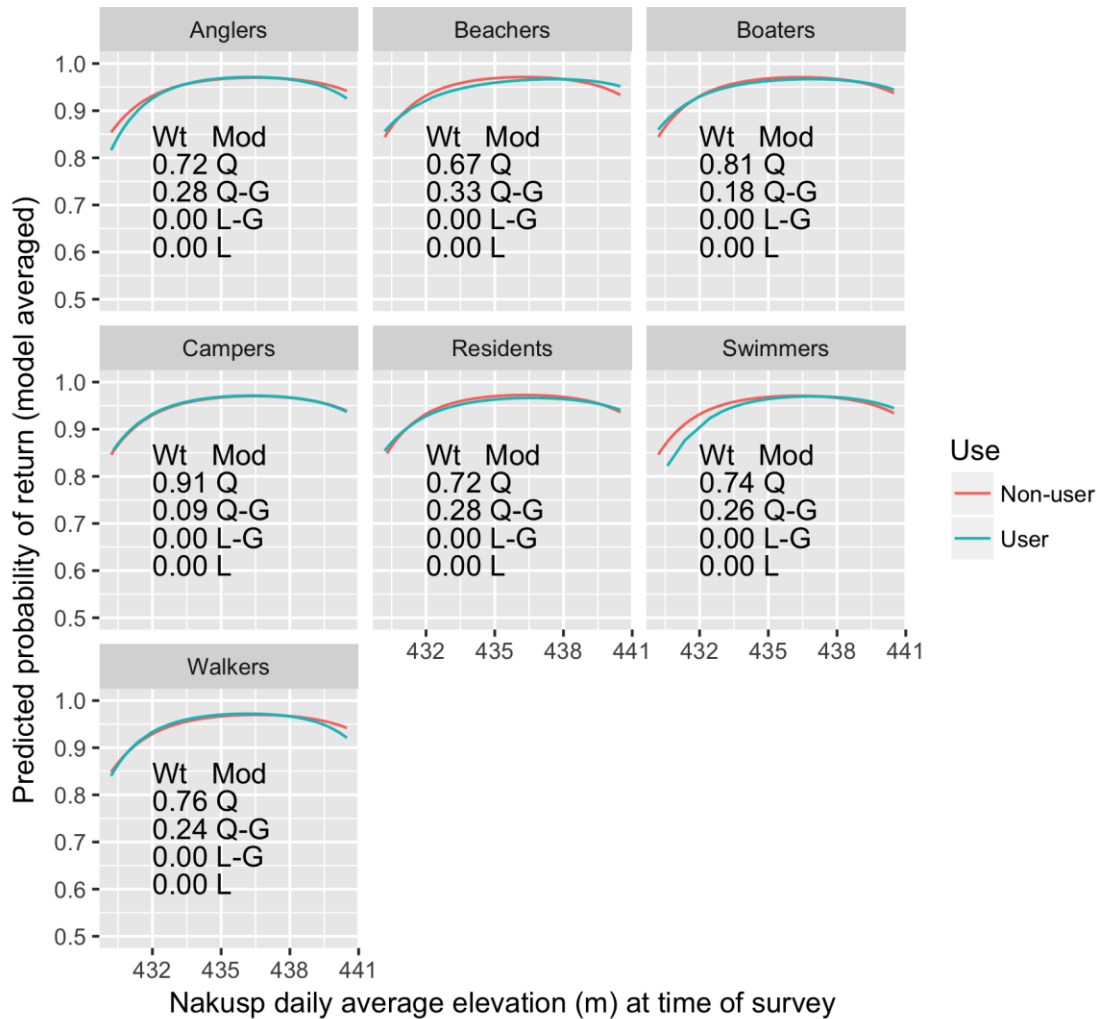 Anglers
Beachers
Boaters
1.0
0.9
0.8
0.7
0.6
0.5
Wt Mod
0.72 Q
0.28 Q-G
0.00 L-G
0.00 L
Wt Mod
0.67 Q
0.33 Q-G
0.00 L-G
0.00 L
Wt Mod
0.81 Q
0.18 Q-G
0.00 L-G
0.00 L
Campers
Residents
Swimmers
1.0
0.9
0.8
0.7
0.6
0.5
Wt Mod
0.91 Q
0.09 Q-G
0.00 L-G
0.00 L
Wt Mod
0.72 Q
0.28 Q-G
0.00 L-G
0.00 L
Wt Mod
0.74 Q
0.26 Q-G
0.00 L-G
0.00 L
432 435 438 441
432 435 438 441
Walkers
1.0
0.9
0.8
0.7
0.6
0.5
Wt Mod
0.76 Q
0.24 Q-G
0.00 L-G
0.00 L
432 435 438 441
Nakusp daily average elevation (m) at time of survey
Predicted probability of return (model averaged)
Use
Non-user
User